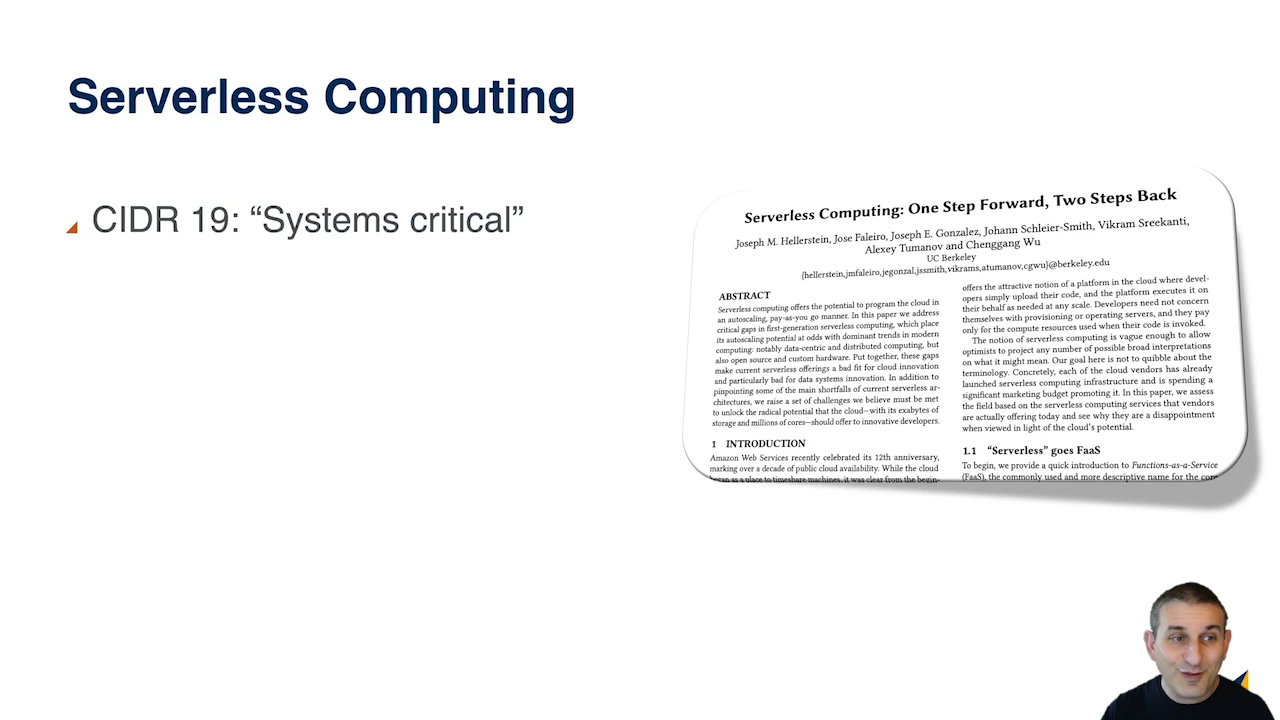 Serverless Computing
CIDR 19: “Systems critical”
Serverless Computing: One Step Forward, Two Steps Back
Joseph M. Hellerstein, Jose Faleiro, Joseph E. Gonzalez, Johann Schleier-Smith, Vikram Sreekanti,
Alexey Tumanov and Chenggang Wu
UC Berkeley
{hellerstein,jmfaleiro,jegonzal,jssmith,vikrams,atumanov,cgwu}@berkeley.edu
ABSTRACT
Serverless computing offers the potential to program the cloud in
an autoscaling, pay-as-you go manner. In this paper we address
critical gaps in first-generation serverless computing, which place
its autoscaling potential at odds with dominant trends in modern
computing: notably data-centric and distributed computing, but
also open source and custom hardware. Put together, these gaps
make current serverless offerings a bad fit for cloud innovation
and particularly bad for data systems innovation. In addition to
pinpointing some of the main shortfalls of current serverless ar-
chitectures, we raise a set of challenges we believe must be met
to unlock the radical potential that the cloud—with its exabytes of
storage and millions of cores—should offer to innovative developers.
1 INTRODUCTION
Amazon Web Services recently celebrated its 12th anniversary,
marking over a decade of public cloud availability. While the cloud
began as a place to timeshare machines, it was clear from the begin-
offers the attractive notion of a platform in the cloud where devel-
opers simply upload their code, and the platform executes it on
their behalf as needed at any scale. Developers need not concern
themselves with provisioning or operating servers, and they pay
only for the compute resources used when their code is invoked.
The notion of serverless computing is vague enough to allow
optimists to project any number of possible broad interpretations
on what it might mean. Our goal here is not to quibble about the
terminology. Concretely, each of the cloud vendors has already
launched serverless computing infrastructure and is spending a
significant marketing budget promoting it. In this paper, we assess
the field based on the serverless computing services that vendors
are actually offering today and see why they are a disappointment
when viewed in light of the cloud's potential.
1.1 “Serverless” goes FaaS
To begin, we provide a quick introduction to Functions-as-a-Service
(FaaS), the commonly used and more descriptive name for the core